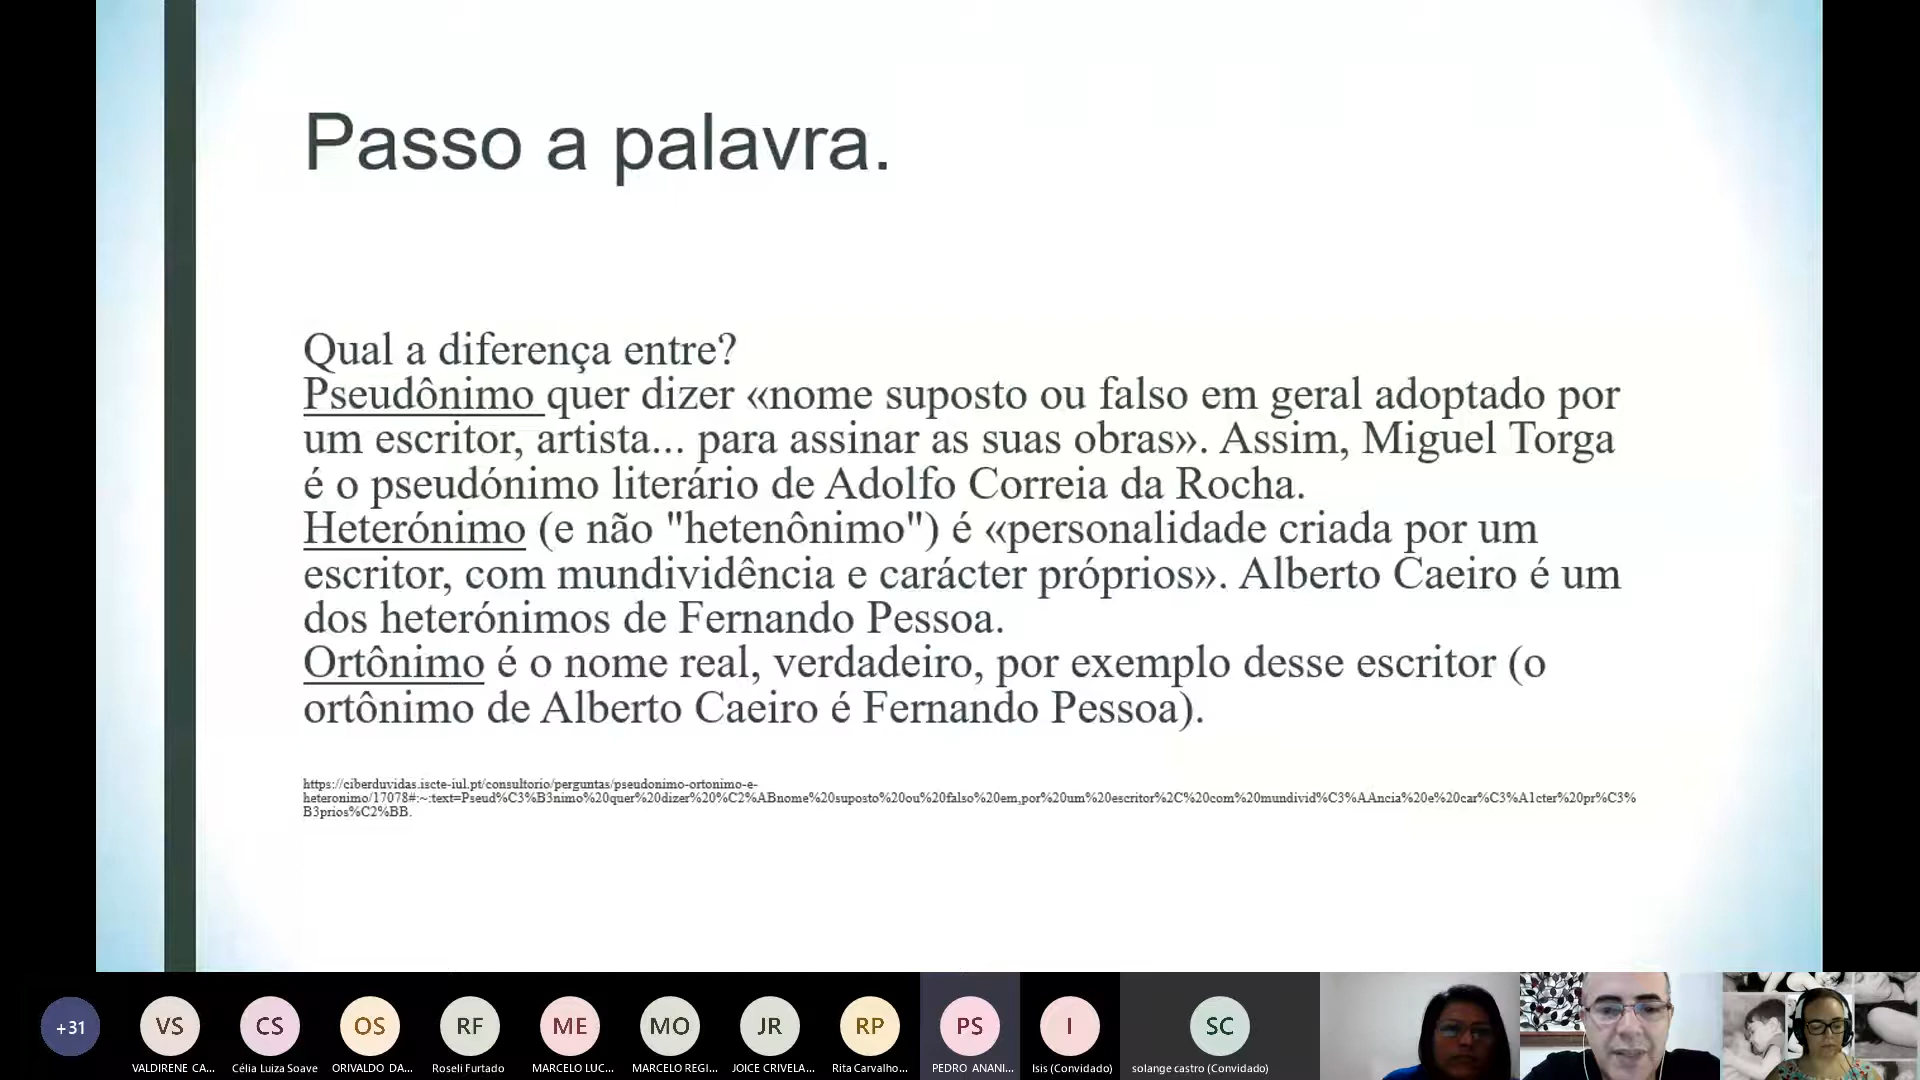 Passo a palavra.
Qual a diferença entre?
Pseudônimo quer dizer «nome suposto ou falso em geral adoptado por
um escritor, artista... para assinar as suas obras». Assim, Miguel Torga
é o pseudónimo literário de Adolfo Correia da Rocha.
Heterónimo (e não "hetenônimo") é «personalidade criada por um
escritor, com mundividência e carácter próprios». Alberto Caeiro é um
dos heterónimos de Fernando Pessoa.
Ortônimo é o nome real, verdadeiro, por exemplo desse escritor (o
ortônimo de Alberto Caeiro é Fernando Pessoa).
https://ciberduvidas.iscte-iul.pt/consultorio/perguntas/pseudonimo-ortonimo-e-
heteronimo/17078#:~:text=Pseud%C3%B3nimo%20quer%20dizer%20%C2%ABnome%20suposto%20ou%20falso%20em,por%20um%20escritor%2C%20com%20mundivid%C3%AAncia%20e%20car%C3%A1cter%20pr%C3%
B3prios%C2%BB.
+31 VS CS OS RF ME MO JR RP PS I SC
VALDIRENE CA... Célia Luiza Soave ORIVALDO DA... Roseli Furtado MARCELO LUC... MARCELO REGI... JOICE CRIVELA... Rita Carvalho... PEDRO ANANI... Isis (Convidado) solange castro (Convidado)